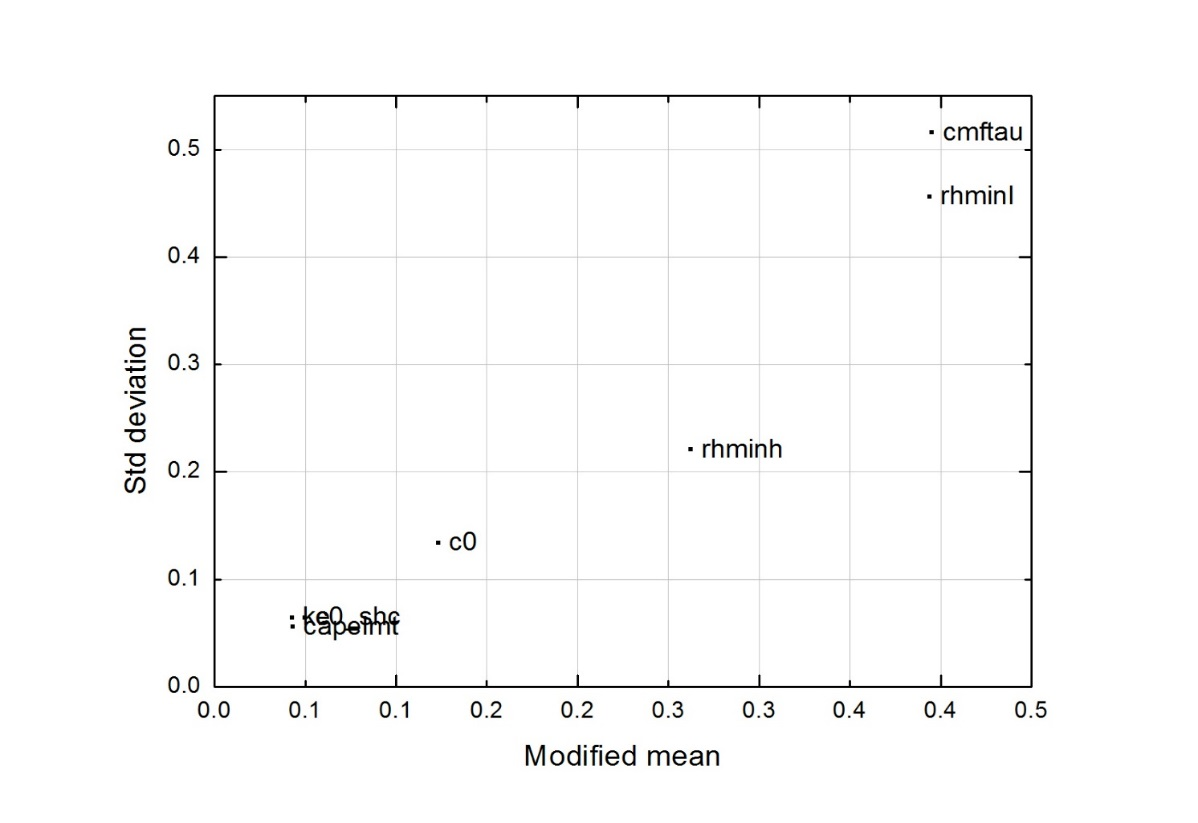 0.5
0.4
0.3
0.2
0.1
0.0
Std deviation
cmftau
rhminl
rhminh
c0
ke0_shc
capelmt
0.0 0.1 0.1 0.2 0.2 0.3 0.3 0.4 0.4 0.5
Modified mean